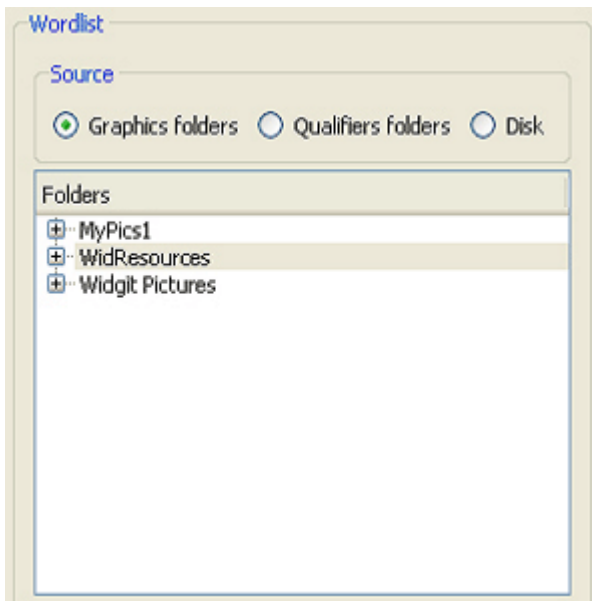 Wordlist
Source
Graphics folders Qualifiers folders Disk
Folders
MyPics1
WidResources
Widgit Pictures